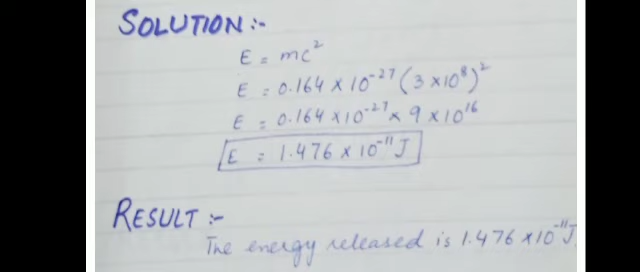 SOLUTION :-
E = mc²
E = 0.164 × 10⁻²⁷ (3 × 10⁸)²
E = 0.164 × 10⁻²⁷ × 9 × 10¹⁶
E = 1.476 × 10⁻¹¹ J
RESULT :-
The energy released is 1.476 × 10⁻¹¹ J.